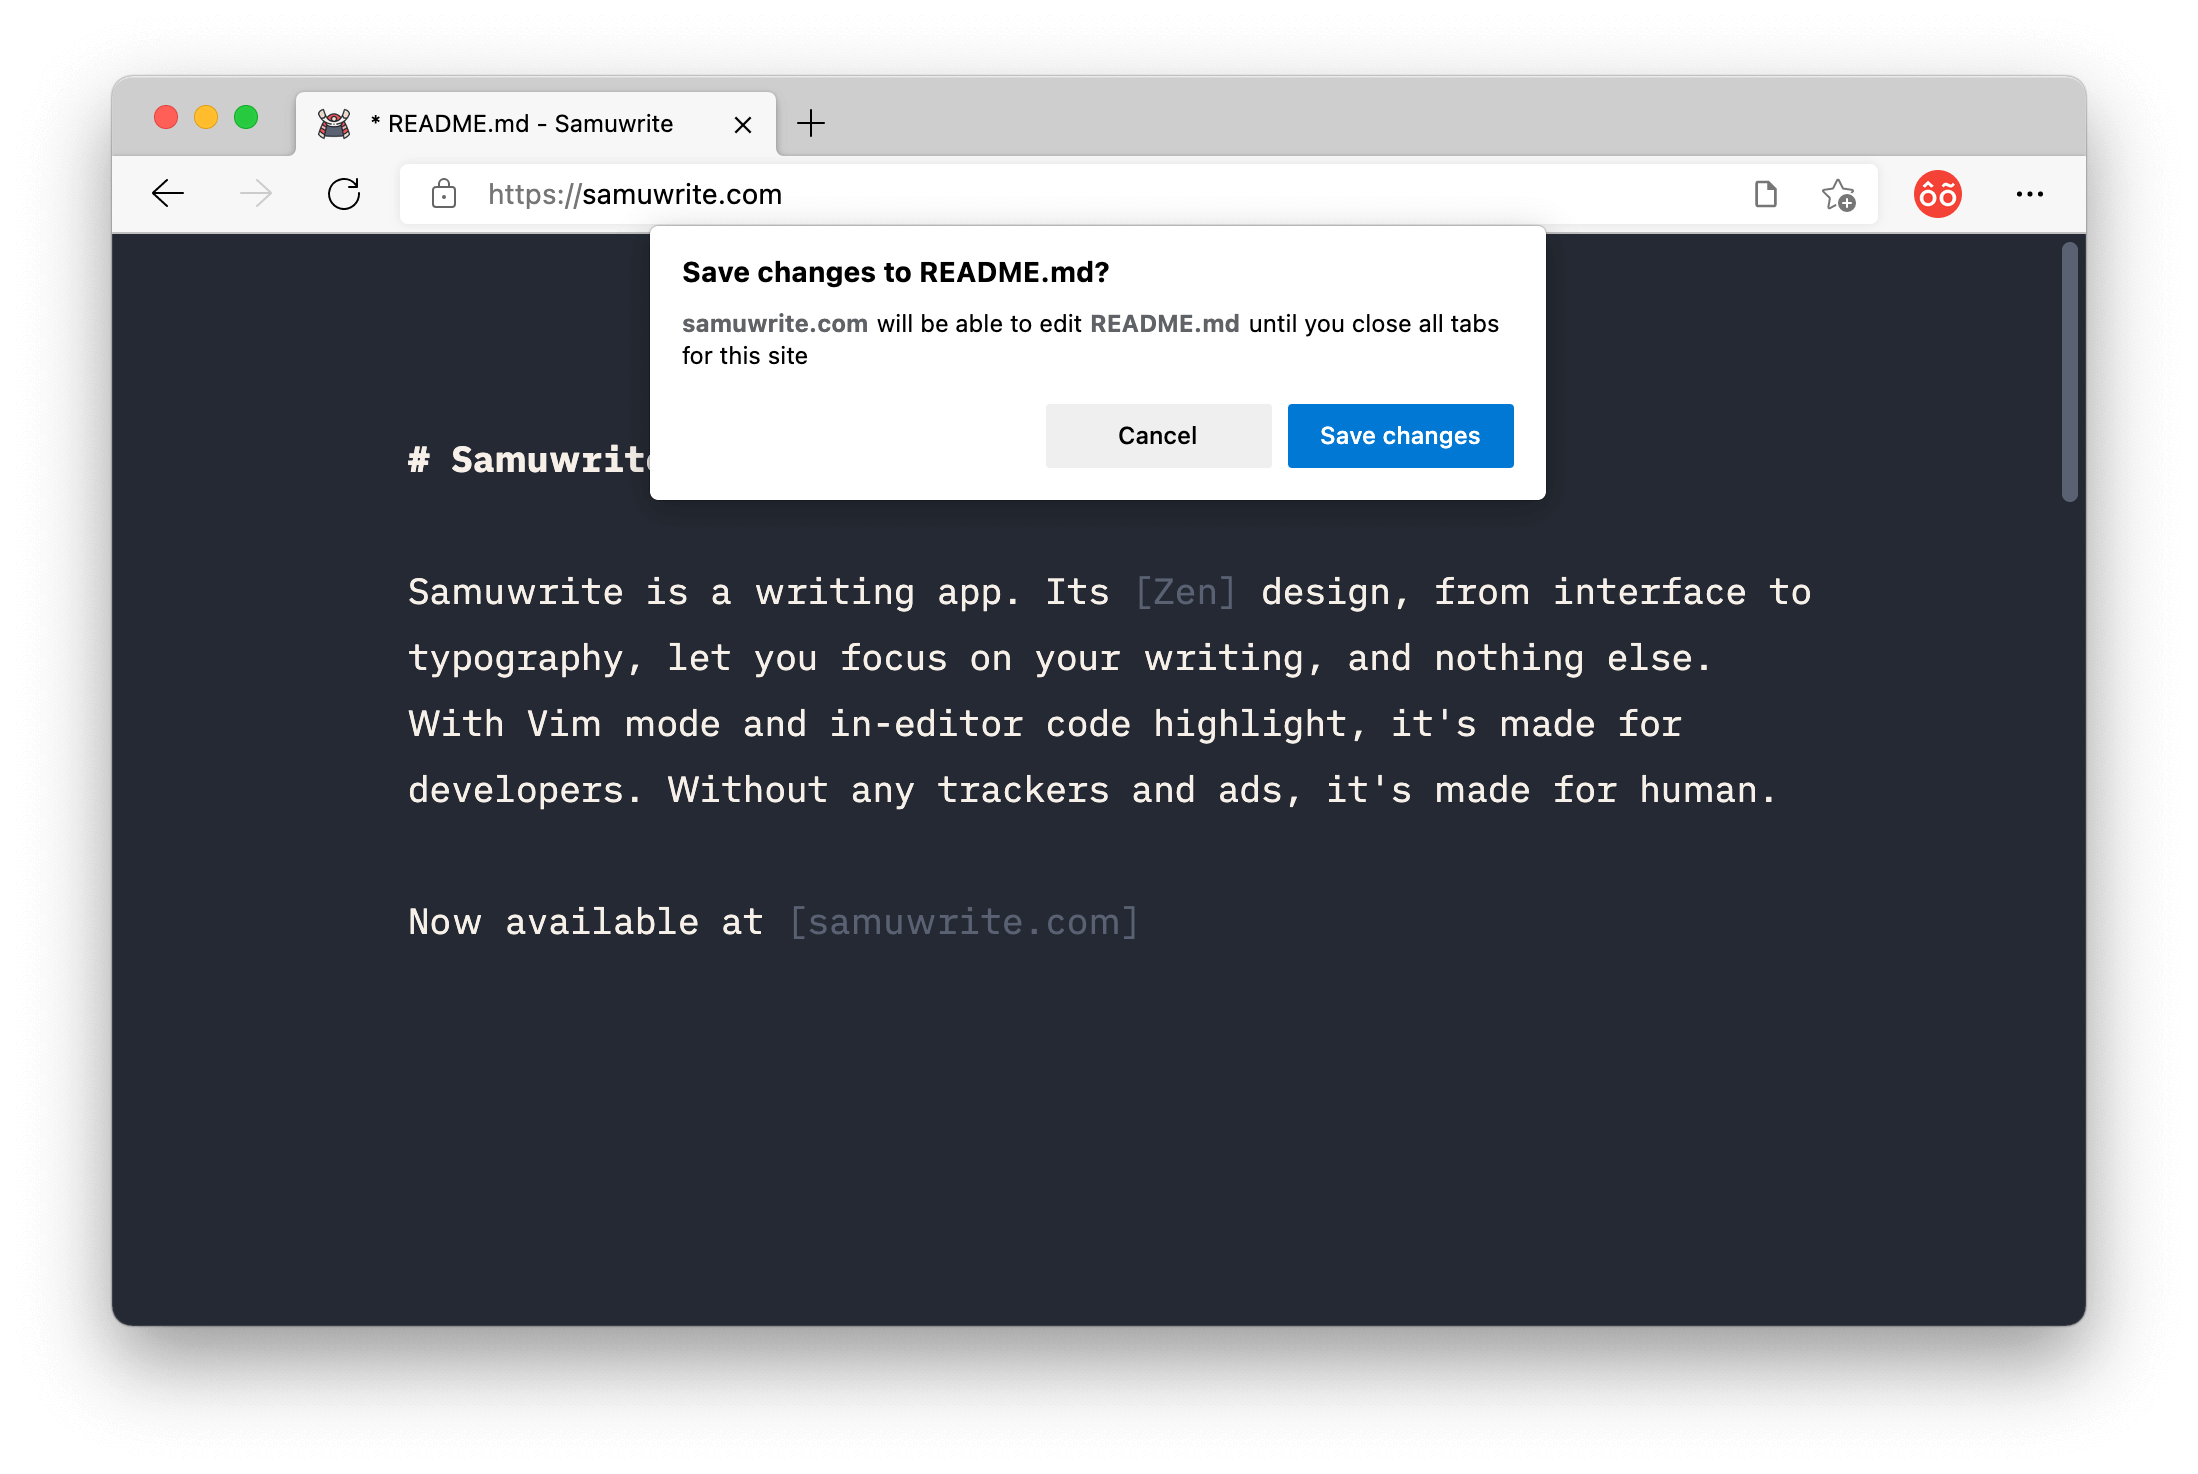 * README.md - Samuwrite
https://samuwrite.com
Save changes to README.md?
samuwrite.com will be able to edit README.md until you close all tabs
for this site
Cancel
Save changes
# Samuwrite
Samuwrite is a writing app. Its [Zen] design, from interface to
typography, let you focus on your writing, and nothing else.
With Vim mode and in-editor code highlight, it's made for
developers. Without any trackers and ads, it's made for human.
Now available at [samuwrite.com]